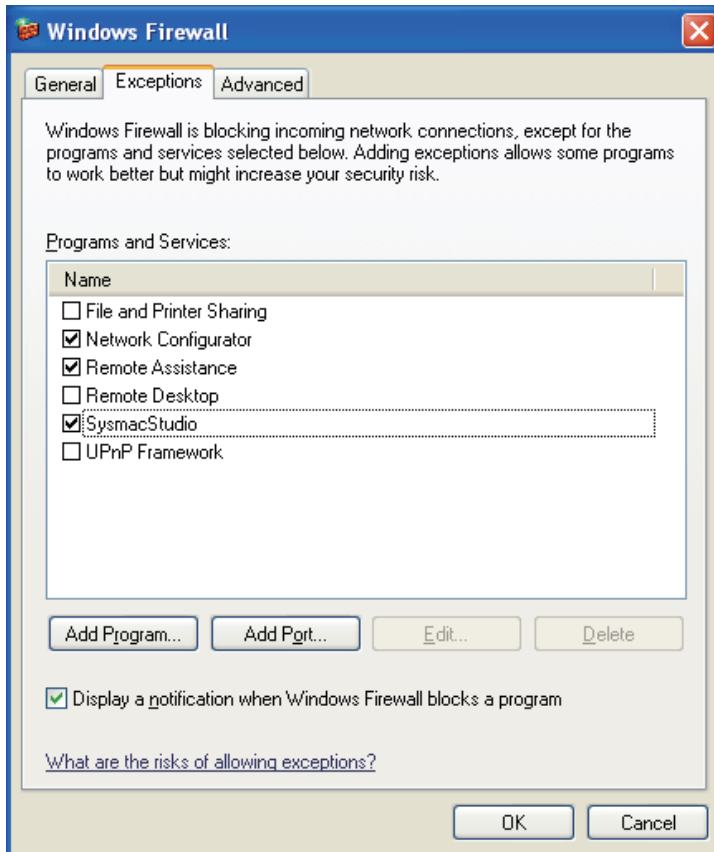 Windows Firewall
General Exceptions Advanced
Windows Firewall is blocking incoming network connections, except for the
programs and services selected below. Adding exceptions allows some programs
to work better but might increase your security risk.
Programs and Services:
Name
File and Printer Sharing
Network Configurator
Remote Assistance
Remote Desktop
SysmacStudio
UPnP Framework
Add Program... Add Port... Edit... Delete
Display a notification when Windows Firewall blocks a program
What are the risks of allowing exceptions?
OK Cancel